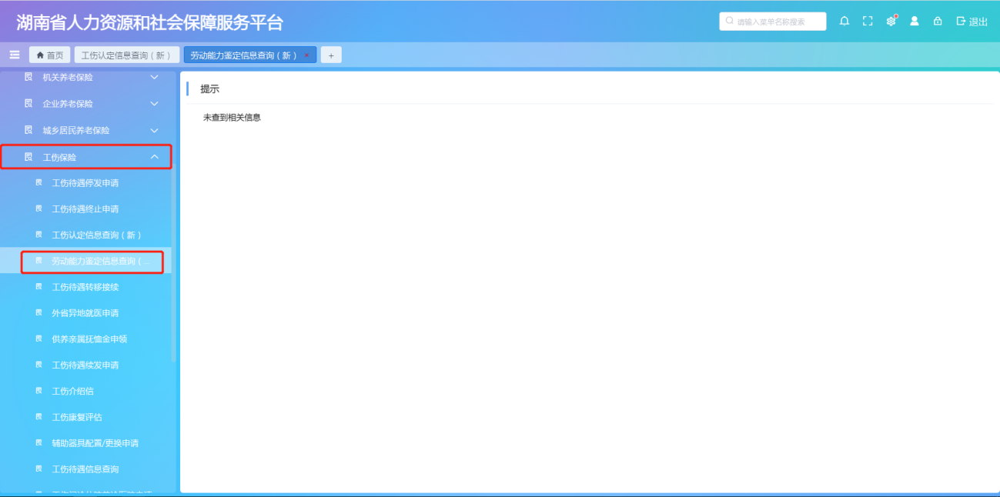 湖南省人力资源和社会保障服务平台
请输入菜单名称搜索
退出
首页
工伤认定信息查询（新）
劳动能力鉴定信息查询（新） ×
+
机关养老保险
企业养老保险
城乡居民养老保险
工伤保险
工伤待遇停发申请
工伤待遇终止申请
工伤认定信息查询（新）
劳动能力鉴定信息查询（...
工伤待遇转移接续
外省异地就医申请
供养亲属抚恤金申领
工伤待遇续发申请
工伤介绍信
工伤康复评估
辅助器具配置/更换申请
工伤待遇信息查询
提示
未查到相关信息